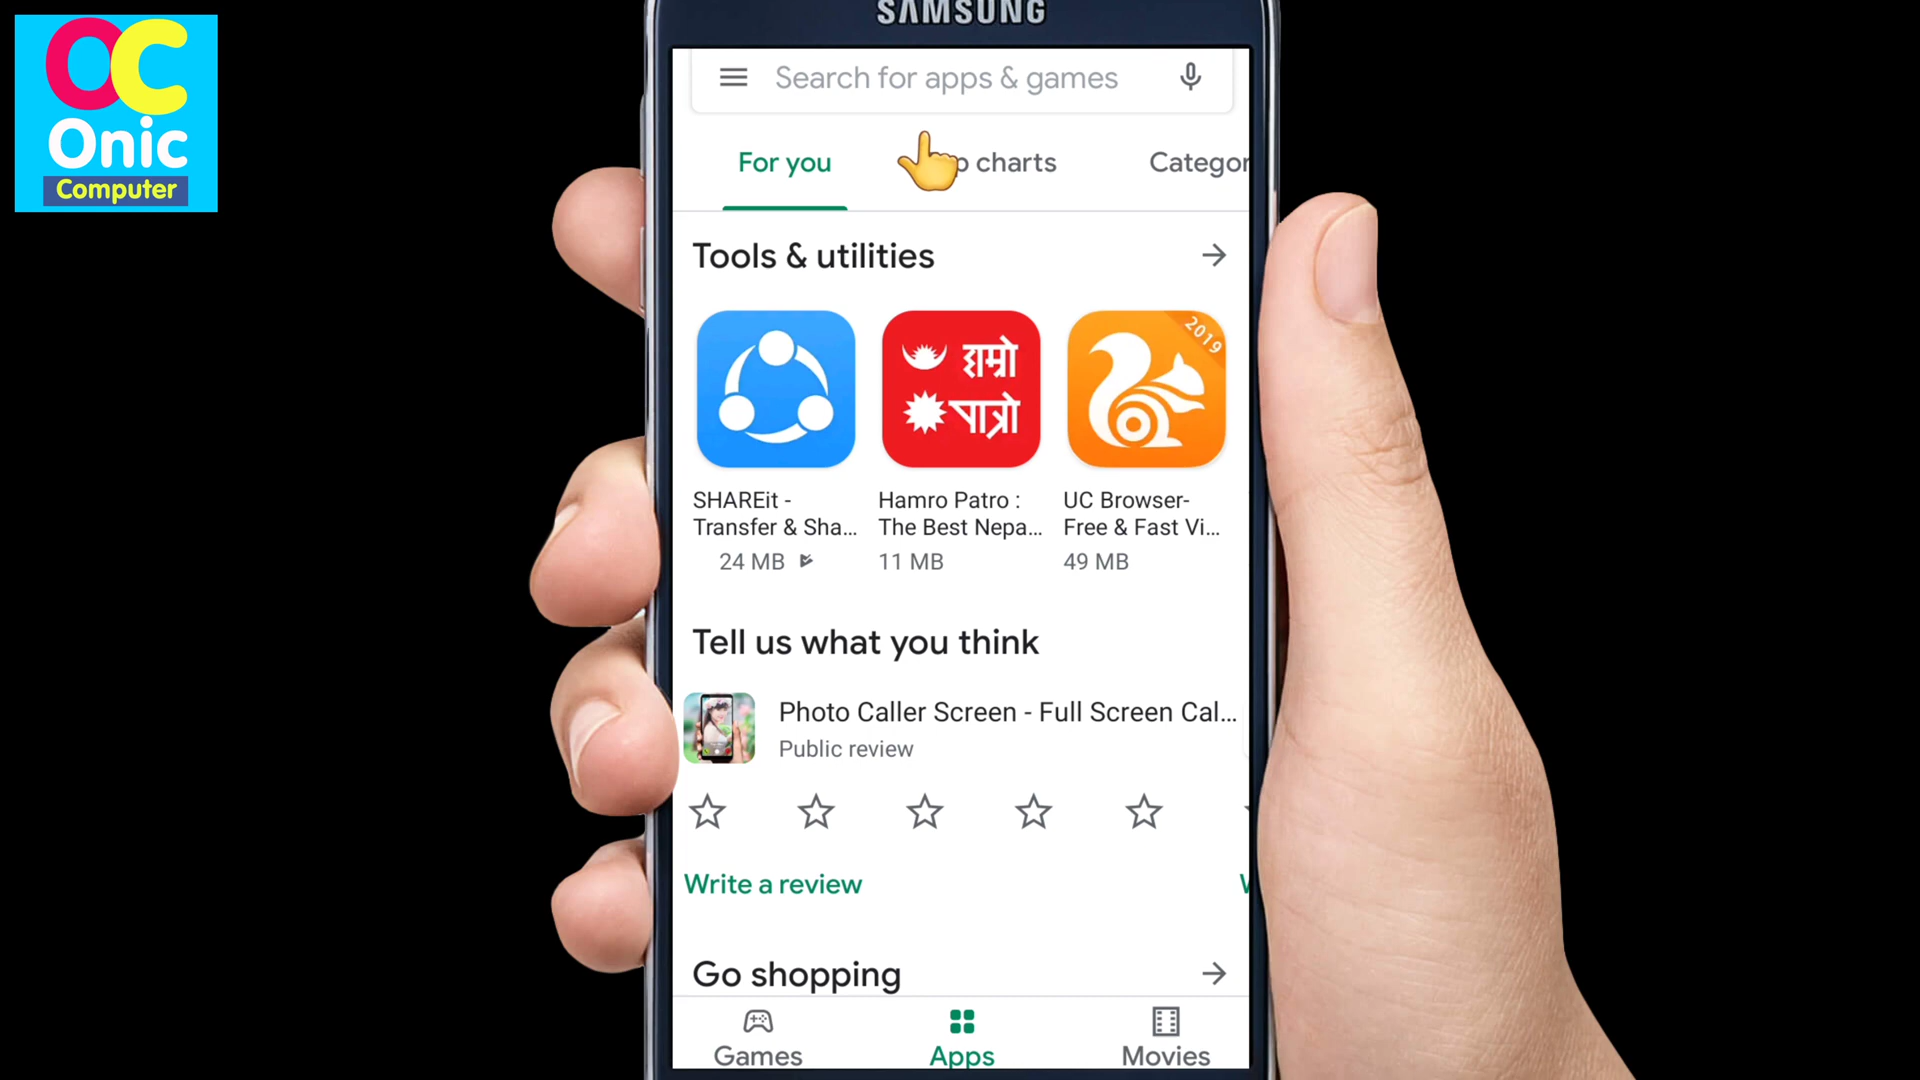 OC
Onic
Computer
SAMSUNG
Search for apps & games
For you
charts
Categor
Tools & utilities
2019
हाम्रो
पात्रो
SHAREit -
Transfer & Sha...
24 MB
Hamro Patro :
The Best Nepa...
11 MB
UC Browser-
Free & Fast Vi...
49 MB
Tell us what you think
Photo Caller Screen - Full Screen Cal...
Public review
Write a review
Go shopping
Games
Apps
Movies